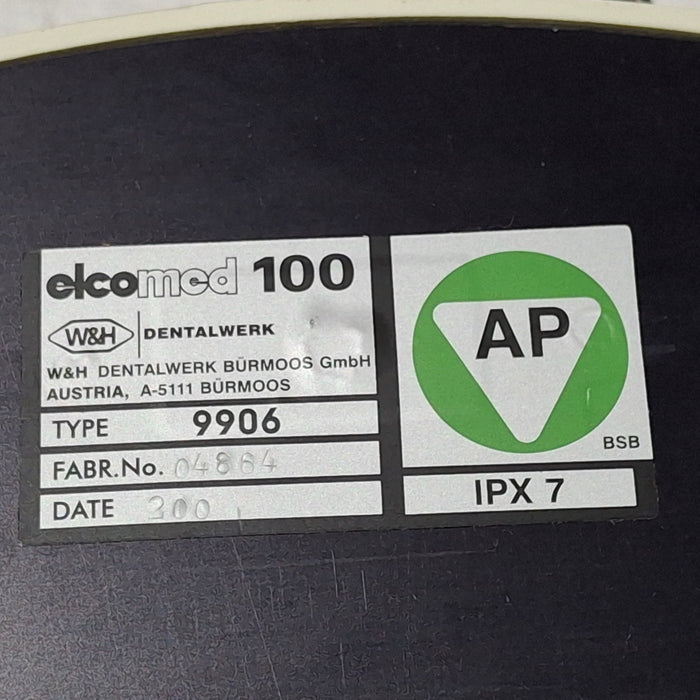 elcomed 100
W&H DENTALWERK
W&H DENTALWERK BÜRMOOS GmbH
AUSTRIA, A-5111 BÜRMOOS
TYPE 9906
FABR.No. 04864
DATE 200
AP
BSB
IPX 7